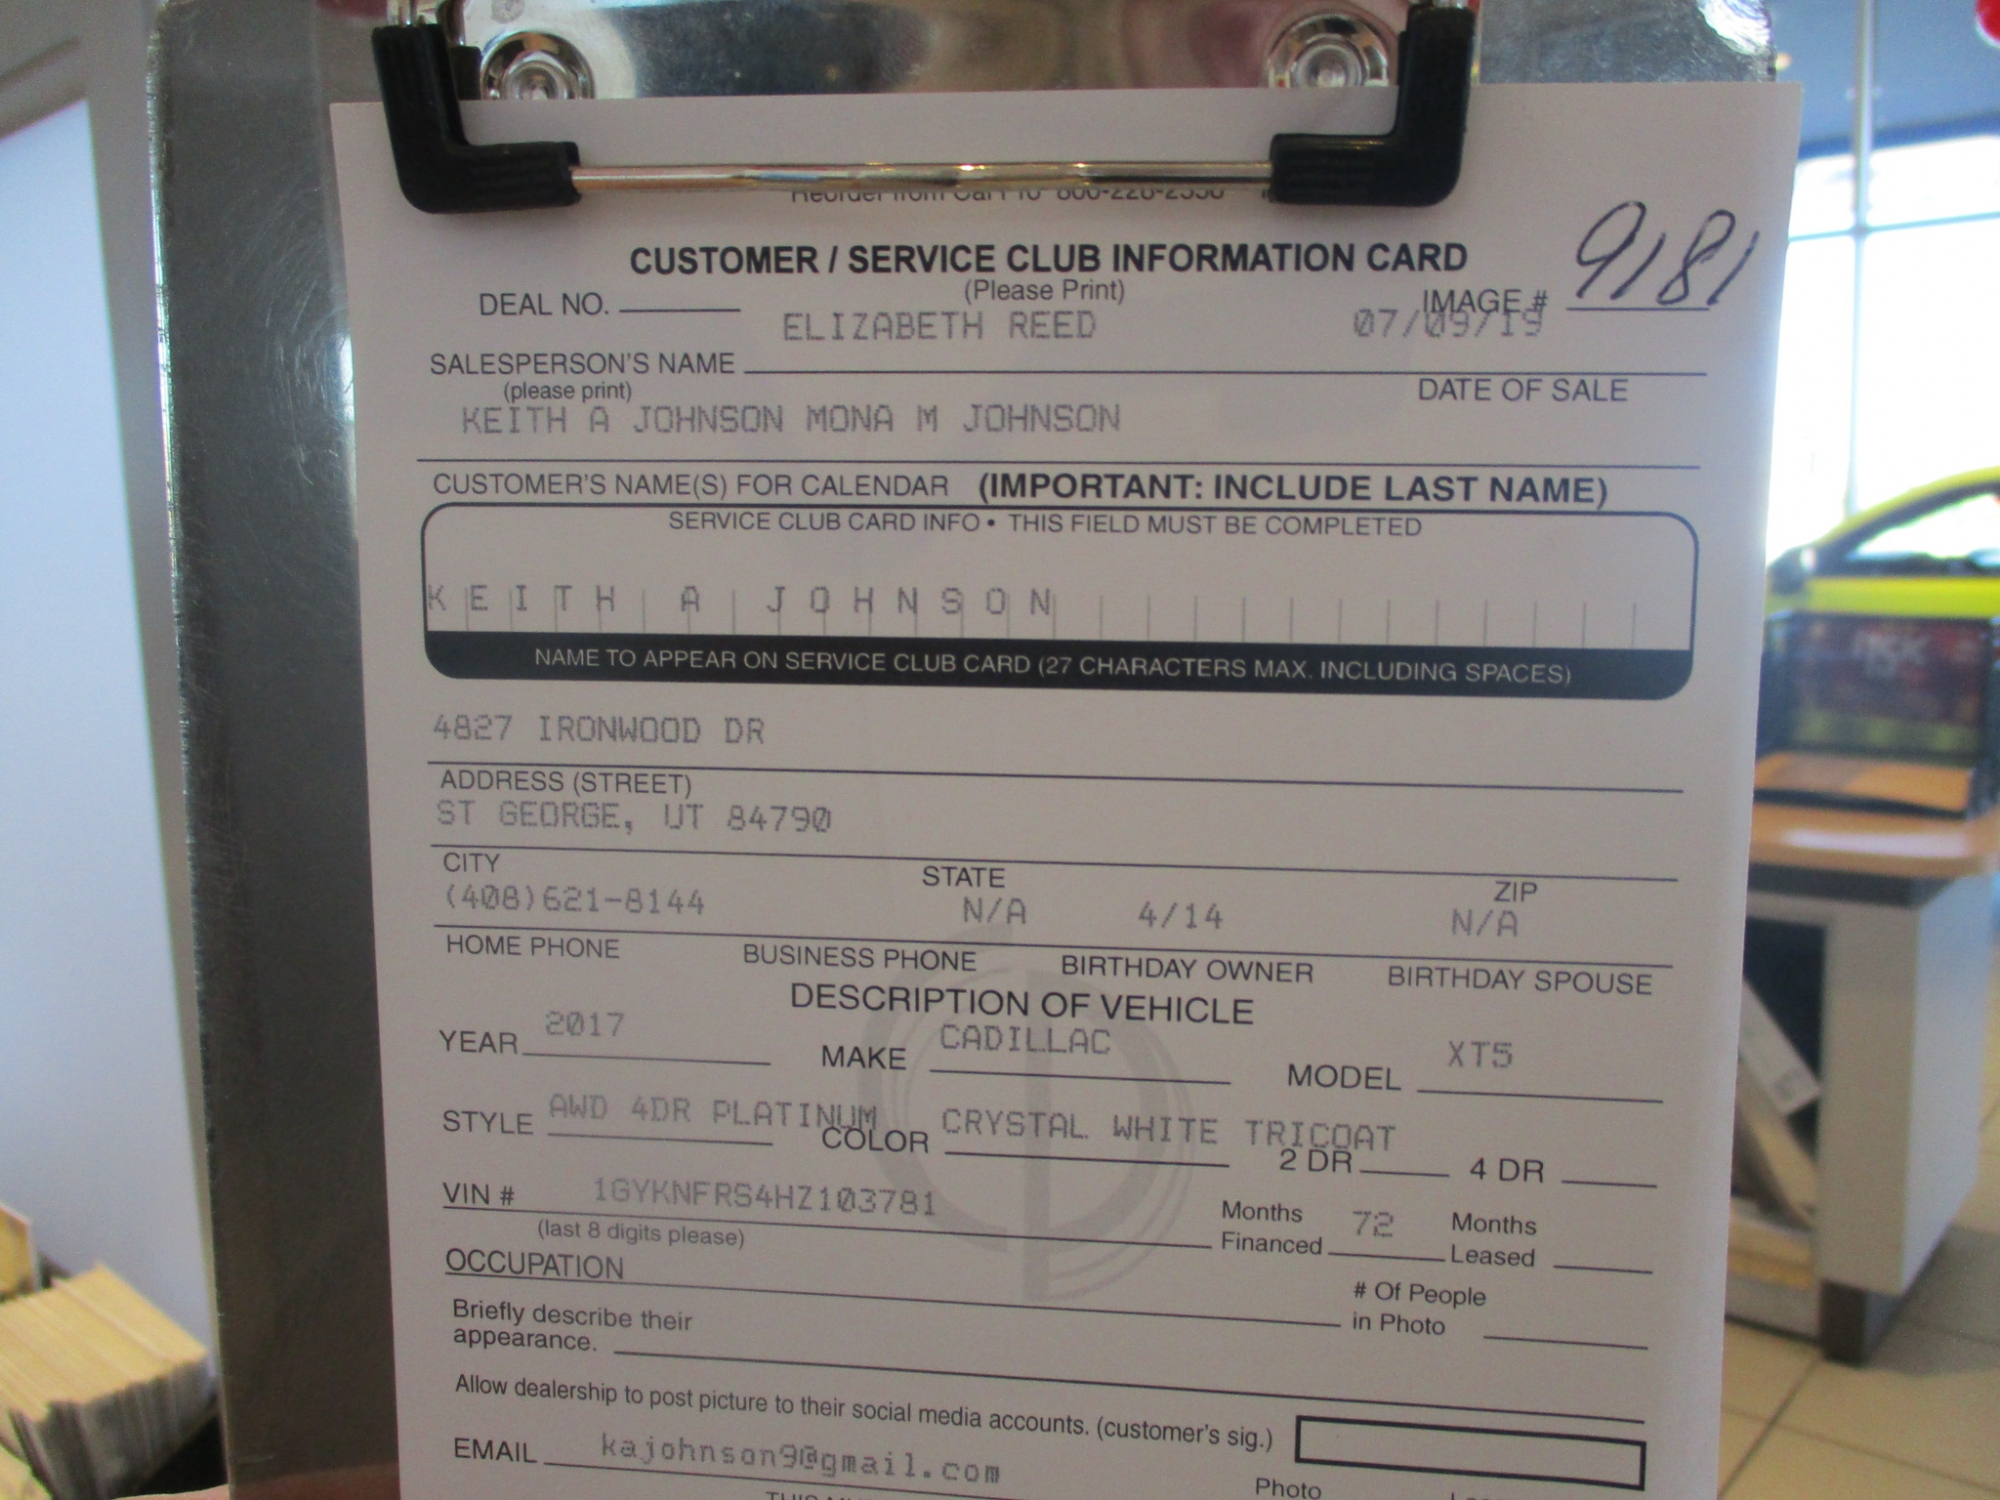 Reorder from Car
CUSTOMER / SERVICE CLUB INFORMATION CARD
(Please Print)
DEAL NO. IMAGE # 9181
ELIZABETH REED 07/09/19
SALESPERSON'S NAME
(please print) DATE OF SALE
KEITH A JOHNSON MONA M JOHNSON
CUSTOMER'S NAME(S) FOR CALENDAR (IMPORTANT: INCLUDE LAST NAME)
SERVICE CLUB CARD INFO • THIS FIELD MUST BE COMPLETED
KEITH A JOHNSON
NAME TO APPEAR ON SERVICE CLUB CARD (27 CHARACTERS MAX. INCLUDING SPACES)
4827 IRONWOOD DR
ADDRESS (STREET)
ST GEORGE, UT 84790
CITY STATE ZIP
(408)621-8144 N/A 4/14 N/A
HOME PHONE BUSINESS PHONE BIRTHDAY OWNER BIRTHDAY SPOUSE
DESCRIPTION OF VEHICLE
YEAR 2017 MAKE CADILLAC MODEL XT5
STYLE AWD 4DR PLATINUM COLOR CRYSTAL WHITE TRICOAT 2 DR 4 DR
VIN # 1GYKNFRS4HZ103781 Months Financed 72 Months Leased
(last 8 digits please)
OCCUPATION # Of People in Photo
Briefly describe their
appearance.
Allow dealership to post picture to their social media accounts. (customer's sig.)
EMAIL kajohnson9@gmail.com
Photo